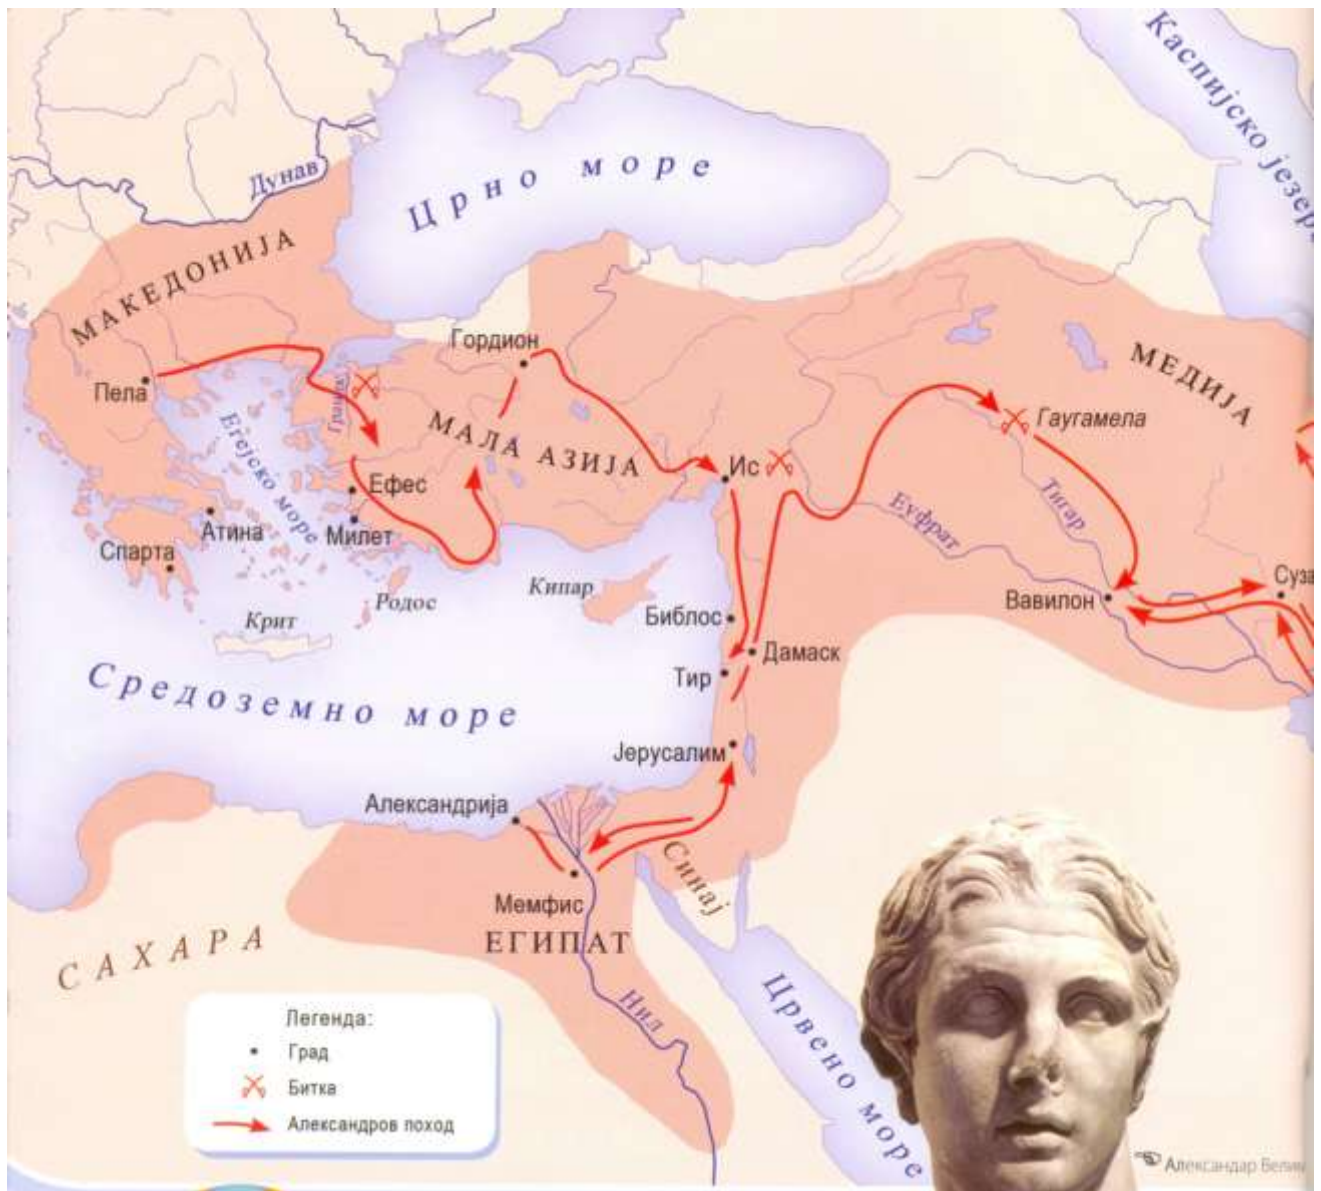 Каспијско језеро
Дунав
Црно море
МАКЕДОНИЈА
Гордион
МЕДИЈА
Пела
Граник
Гаугамела
МАЛА АЗИЈА
Егејско море
Ис
Ефес
Тигар
Еуфрат
Атина
Милет
Спарта
Суза
Кипар
Родос
Вавилон
Крит
Библос
Дамаск
Тир
Средоземно море
Јерусалим
Александрија
Синај
Мемфис
ЕГИПАТ
САХАРА
Нил
Црвено море
Легенда:
Град
Битка
Александров поход
Александар Велик